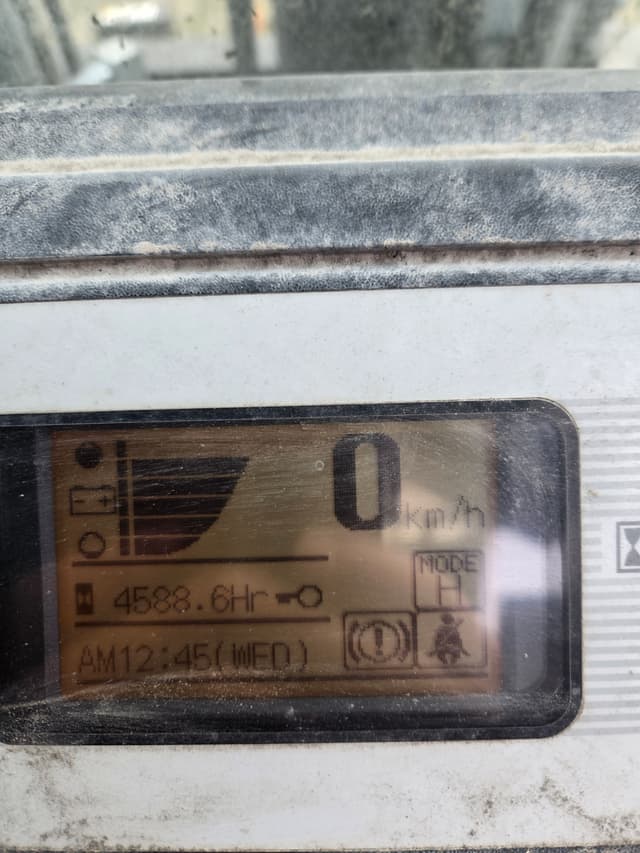 0 km/h
MODE
H
4588.6Hr
AM12:45(WED)